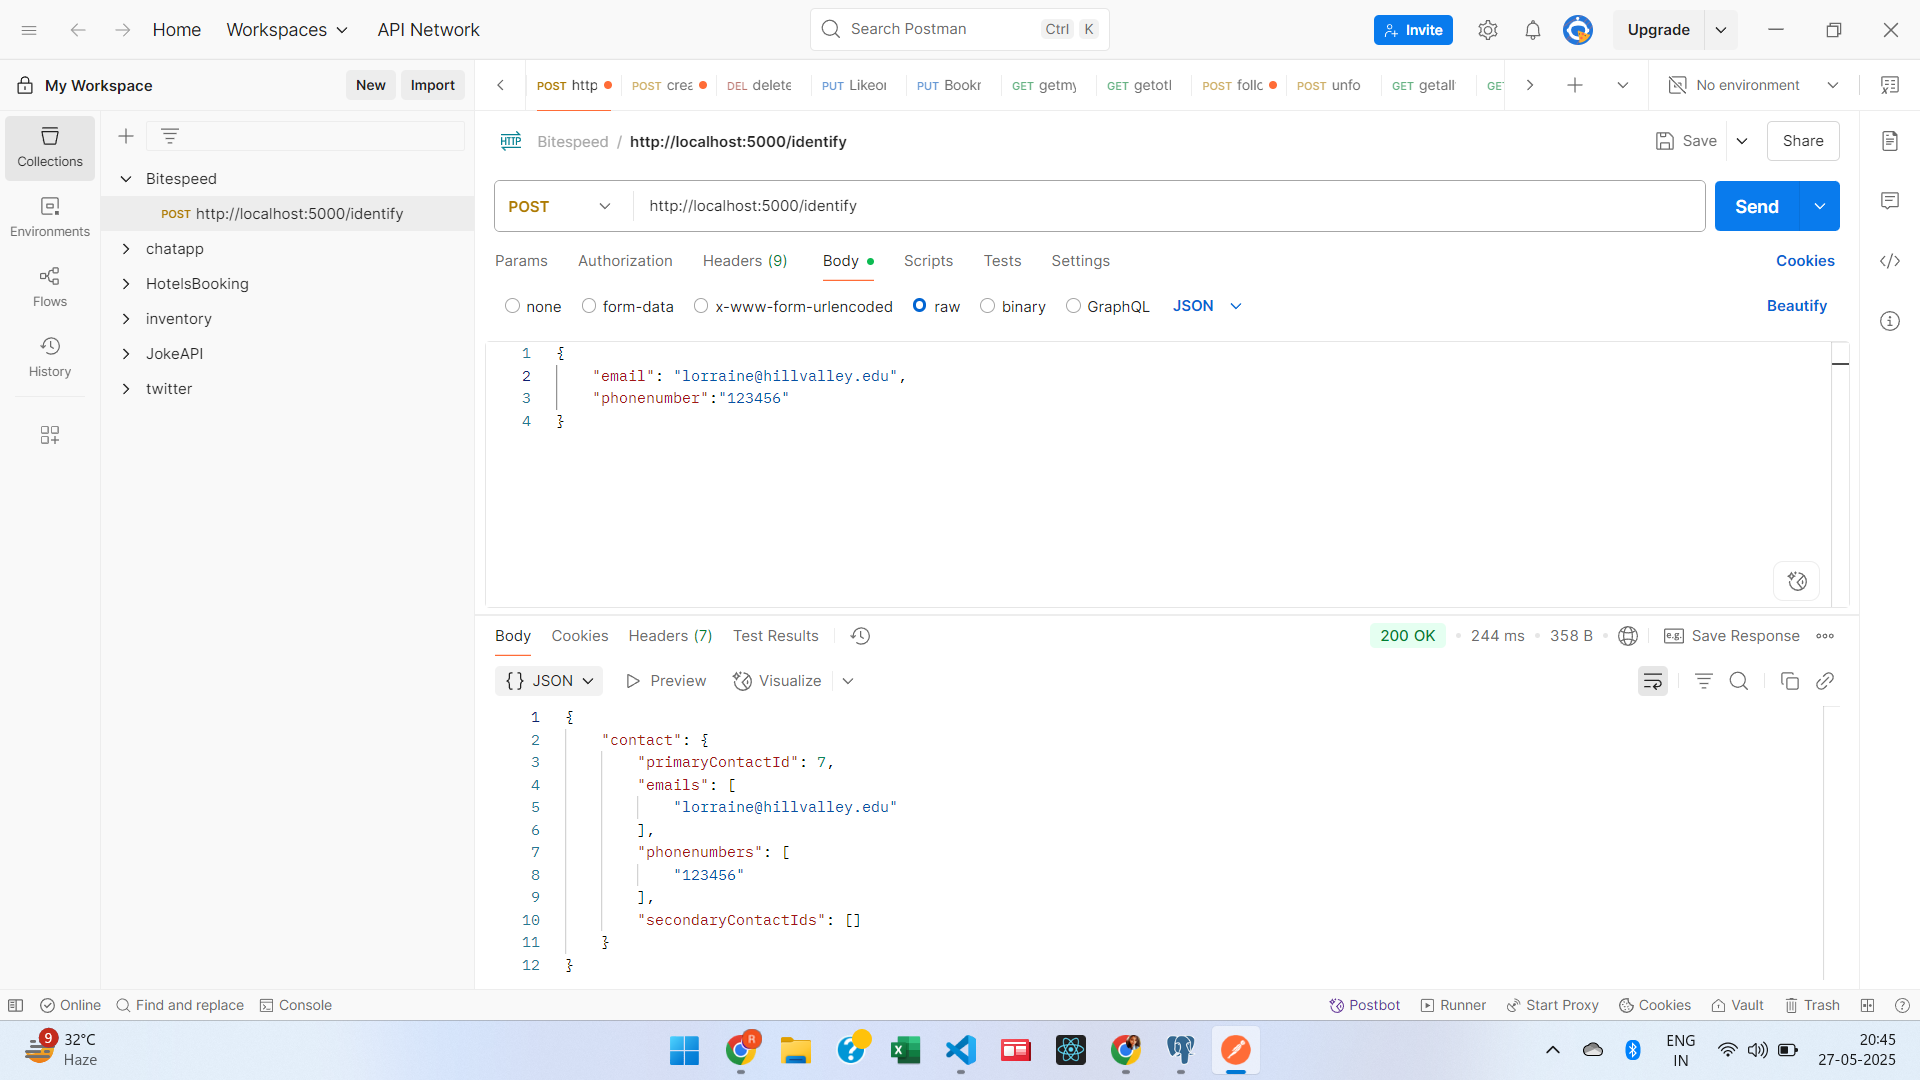 Home
Workspaces
API Network
Search Postman
Ctrl K
Invite
Upgrade
My Workspace
New
Import
POST http
POST crea
DEL delete
PUT Likeor
PUT Bookr
GET getmy
GET getotl
POST follo
POST unfo
GET getall
GET
No environment
Collections
Environments
Flows
History
Bitespeed
POST http://localhost:5000/identify
chatapp
HotelsBooking
inventory
JokeAPI
twitter
HTTP Bitespeed / http://localhost:5000/identify
Save
Share
POST
http://localhost:5000/identify
Send
Params
Authorization
Headers (9)
Body
Scripts
Tests
Settings
Cookies
none
form-data
x-www-form-urlencoded
raw
binary
GraphQL
JSON
Beautify
1 {
2 "email": "lorraine@hillvalley.edu",
3 "phonenumber":"123456"
4 }
Body
Cookies
Headers (7)
Test Results
200 OK
244 ms
358 B
e.g. Save Response
{} JSON
Preview
Visualize
1 {
2 "contact": {
3 "primaryContactId": 7,
4 "emails": [
5 "lorraine@hillvalley.edu"
6 ],
7 "phonenumbers": [
8 "123456"
9 ],
10 "secondaryContactIds": []
11 }
12 }
Online
Find and replace
Console
Postbot
Runner
Start Proxy
Cookies
Vault
Trash
9
32°C
Haze
R
ENG
IN
20:45
27-05-2025